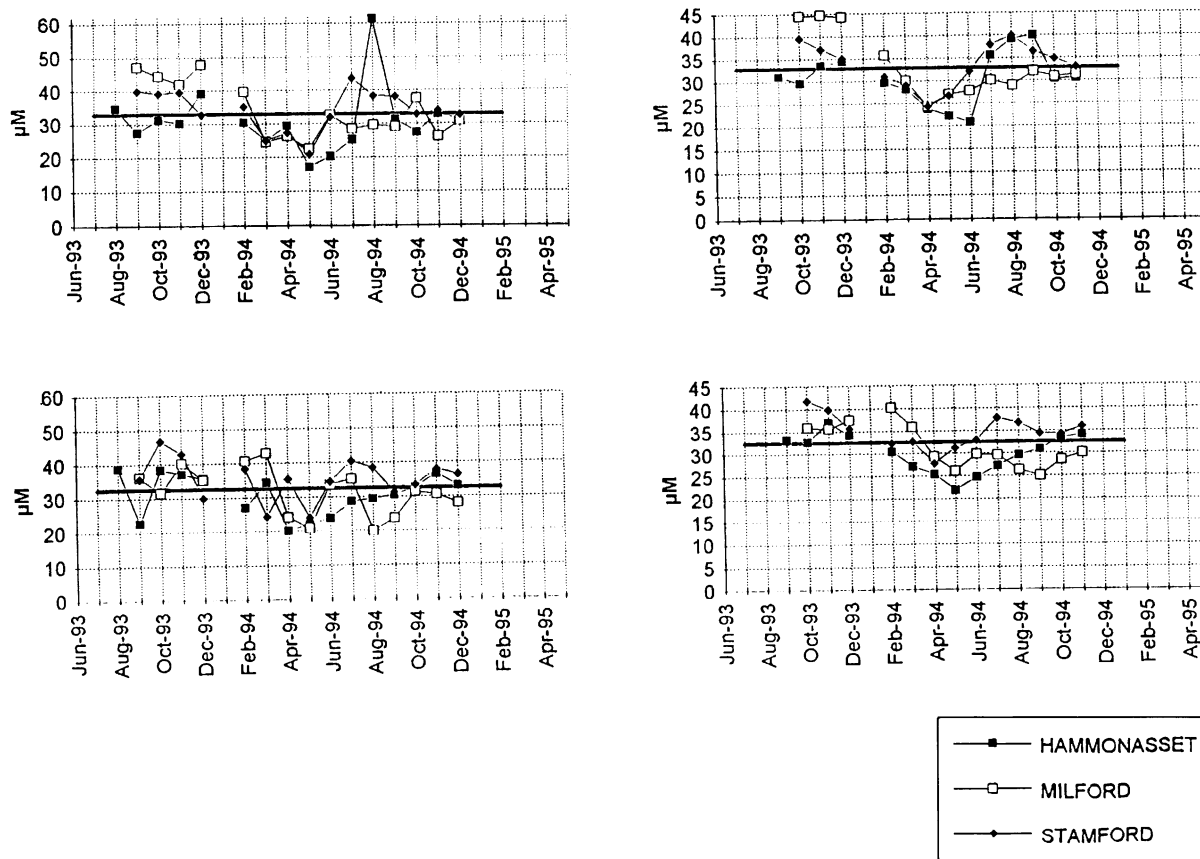 60
50
40
30
20
10
0
µM
Jun-93
Aug-93
Oct-93
Dec-93
Feb-94
Apr-94
Jun-94
Aug-94
Oct-94
Dec-94
Feb-95
Apr-95
45
40
35
30
25
20
15
10
5
0
µM
Jun-93
Aug-93
Oct-93
Dec-93
Feb-94
Apr-94
Jun-94
Aug-94
Oct-94
Dec-94
Feb-95
Apr-95
60
50
40
30
20
10
0
µM
Jun-93
Aug-93
Oct-93
Dec-93
Feb-94
Apr-94
Jun-94
Aug-94
Oct-94
Dec-94
Feb-95
Apr-95
45
40
35
30
25
20
15
10
5
0
µM
Jun-93
Aug-93
Oct-93
Dec-93
Feb-94
Apr-94
Jun-94
Aug-94
Oct-94
Dec-94
Feb-95
Apr-95
HAMMONASSET
MILFORD
STAMFORD